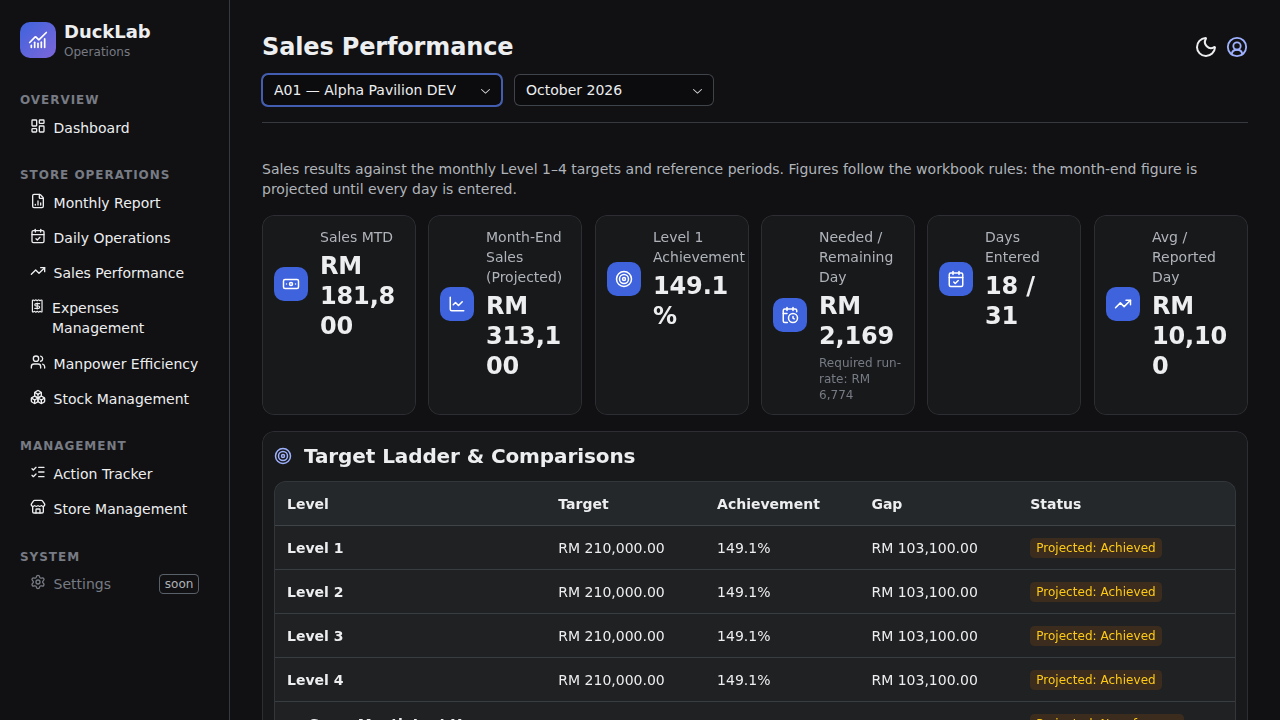 DuckLab
Operations
OVERVIEW
Dashboard
STORE OPERATIONS
Monthly Report
Daily Operations
Sales Performance
Expenses
Management
Manpower Efficiency
Stock Management
MANAGEMENT
Action Tracker
Store Management
SYSTEM
Settings soon
Sales Performance
A01 — Alpha Pavilion DEV October 2026
Sales results against the monthly Level 1–4 targets and reference periods. Figures follow the workbook rules: the month-end figure is
projected until every day is entered.
Sales MTD
RM
181,8
00
Month-End
Sales
(Projected)
RM
313,1
00
Level 1
Achievement
149.1
%
Needed /
Remaining
Day
RM
2,169
Required run-
rate: RM
6,774
Days
Entered
18 /
31
Avg /
Reported
Day
RM
10,10
0
Target Ladder & Comparisons
Level Target Achievement Gap Status
Level 1 RM 210,000.00 149.1% RM 103,100.00 Projected: Achieved
Level 2 RM 210,000.00 149.1% RM 103,100.00 Projected: Achieved
Level 3 RM 210,000.00 149.1% RM 103,100.00 Projected: Achieved
Level 4 RM 210,000.00 149.1% RM 103,100.00 Projected: Achieved